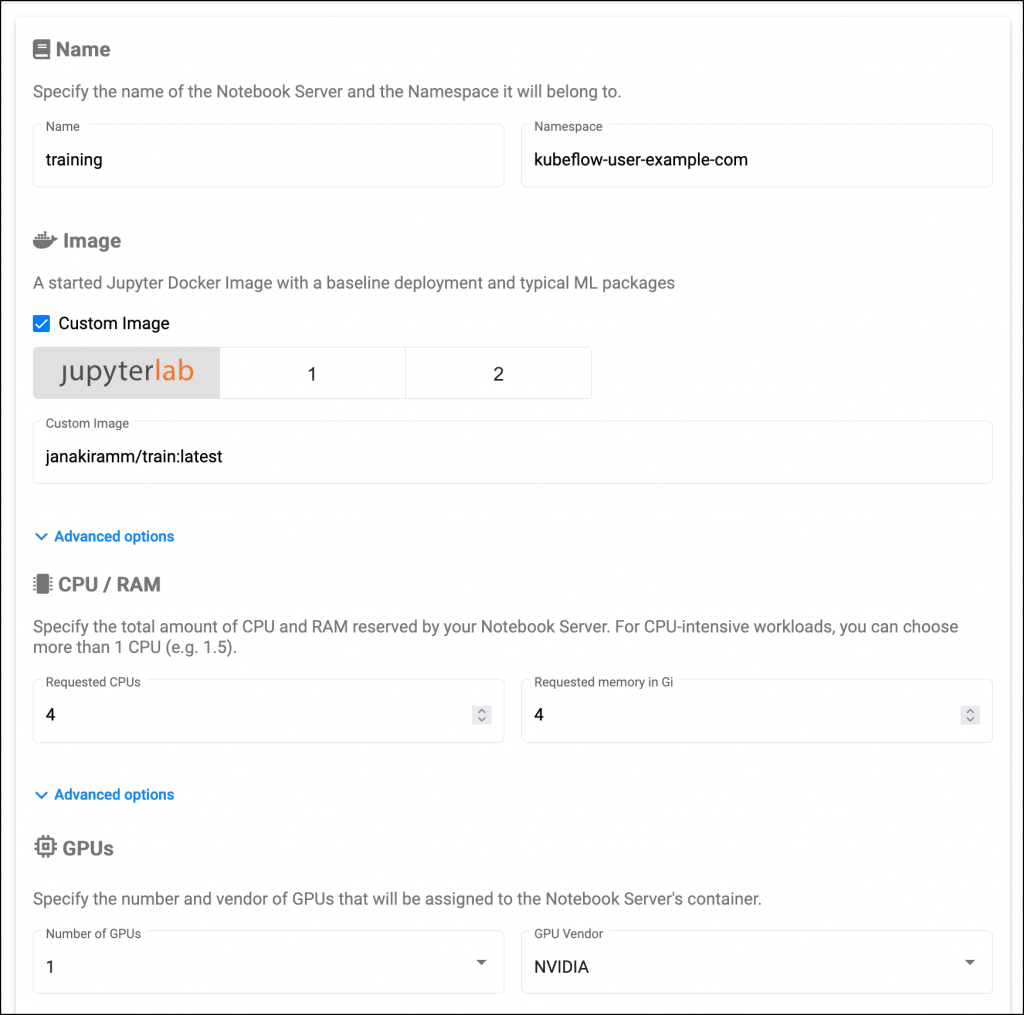 Name
Specify the name of the Notebook Server and the Namespace it will belong to.
Name
Namespace
training
kubeflow-user-example-com
Image
A started Jupyter Docker Image with a baseline deployment and typical ML packages
Custom Image
jupyterlab
1
2
Custom Image
janakiramm/train:latest
Advanced options
CPU / RAM
Specify the total amount of CPU and RAM reserved by your Notebook Server. For CPU-intensive workloads, you can choose
more than 1 CPU (e.g. 1.5).
Requested CPUs
Requested memory in Gi
4
4
Advanced options
GPUs
Specify the number and vendor of GPUs that will be assigned to the Notebook Server's container.
Number of GPUs
GPU Vendor
1
NVIDIA